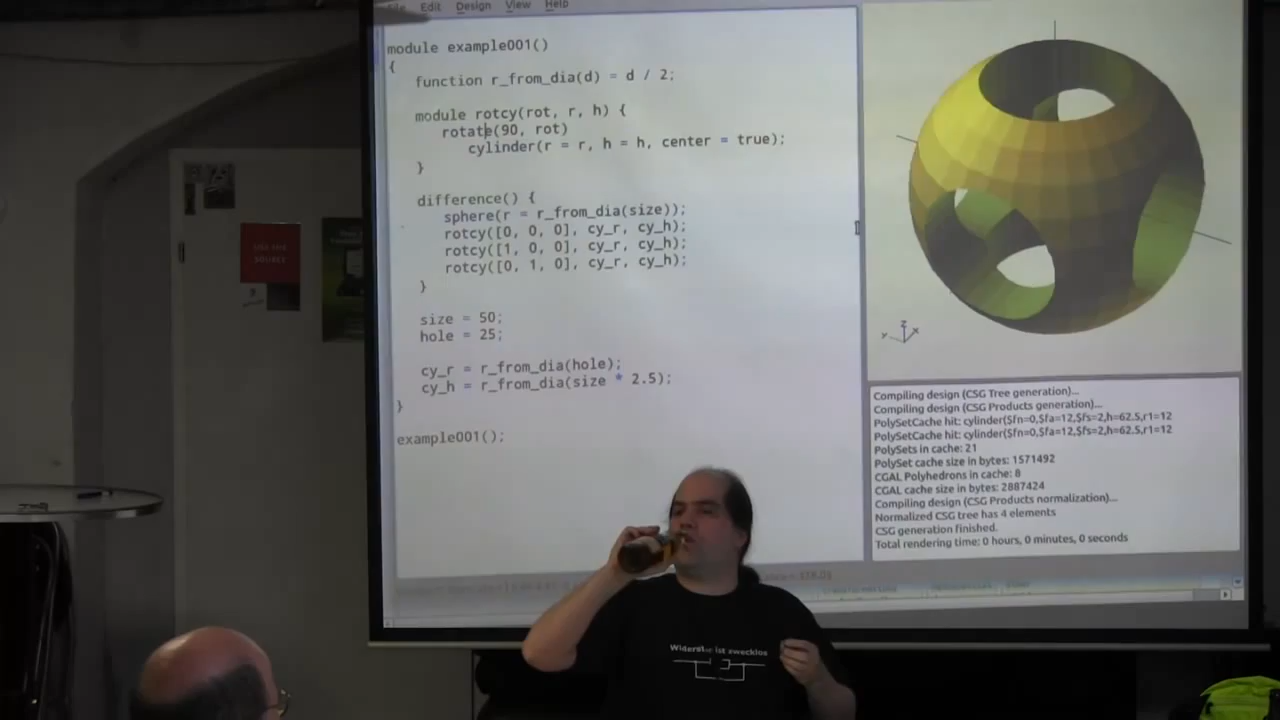 File Edit Design View Help
module example001()
{
function r_from_dia(d) = d / 2;
module rotcy(rot, r, h) {
rotate(90, rot)
cylinder(r = r, h = h, center = true);
}
difference() {
sphere(r = r_from_dia(size));
rotcy([0, 0, 0], cy_r, cy_h);
rotcy([1, 0, 0], cy_r, cy_h);
rotcy([0, 1, 0], cy_r, cy_h);
}
size = 50;
hole = 25;
cy_r = r_from_dia(hole);
cy_h = r_from_dia(size * 2.5);
}
example001();
Z
Y X
Compiling design (CSG Tree generation)...
Compiling design (CSG Products generation)...
PolySetCache hit: cylinder($fn=0,$fa=12,$fs=2,h=62.5,r1=12
PolySetCache hit: cylinder($fn=0,$fa=12,$fs=2,h=62.5,r1=12
PolySets in cache: 21
PolySet cache size in bytes: 1571492
CGAL Polyhedrons in cache: 8
CGAL cache size in bytes: 2887424
Compiling design (CSG Products normalization)...
Normalized CSG tree has 4 elements
CSG generation finished.
Total rendering time: 0 hours, 0 minutes, 0 seconds
USE THE
SOURCE
ist zwecklos